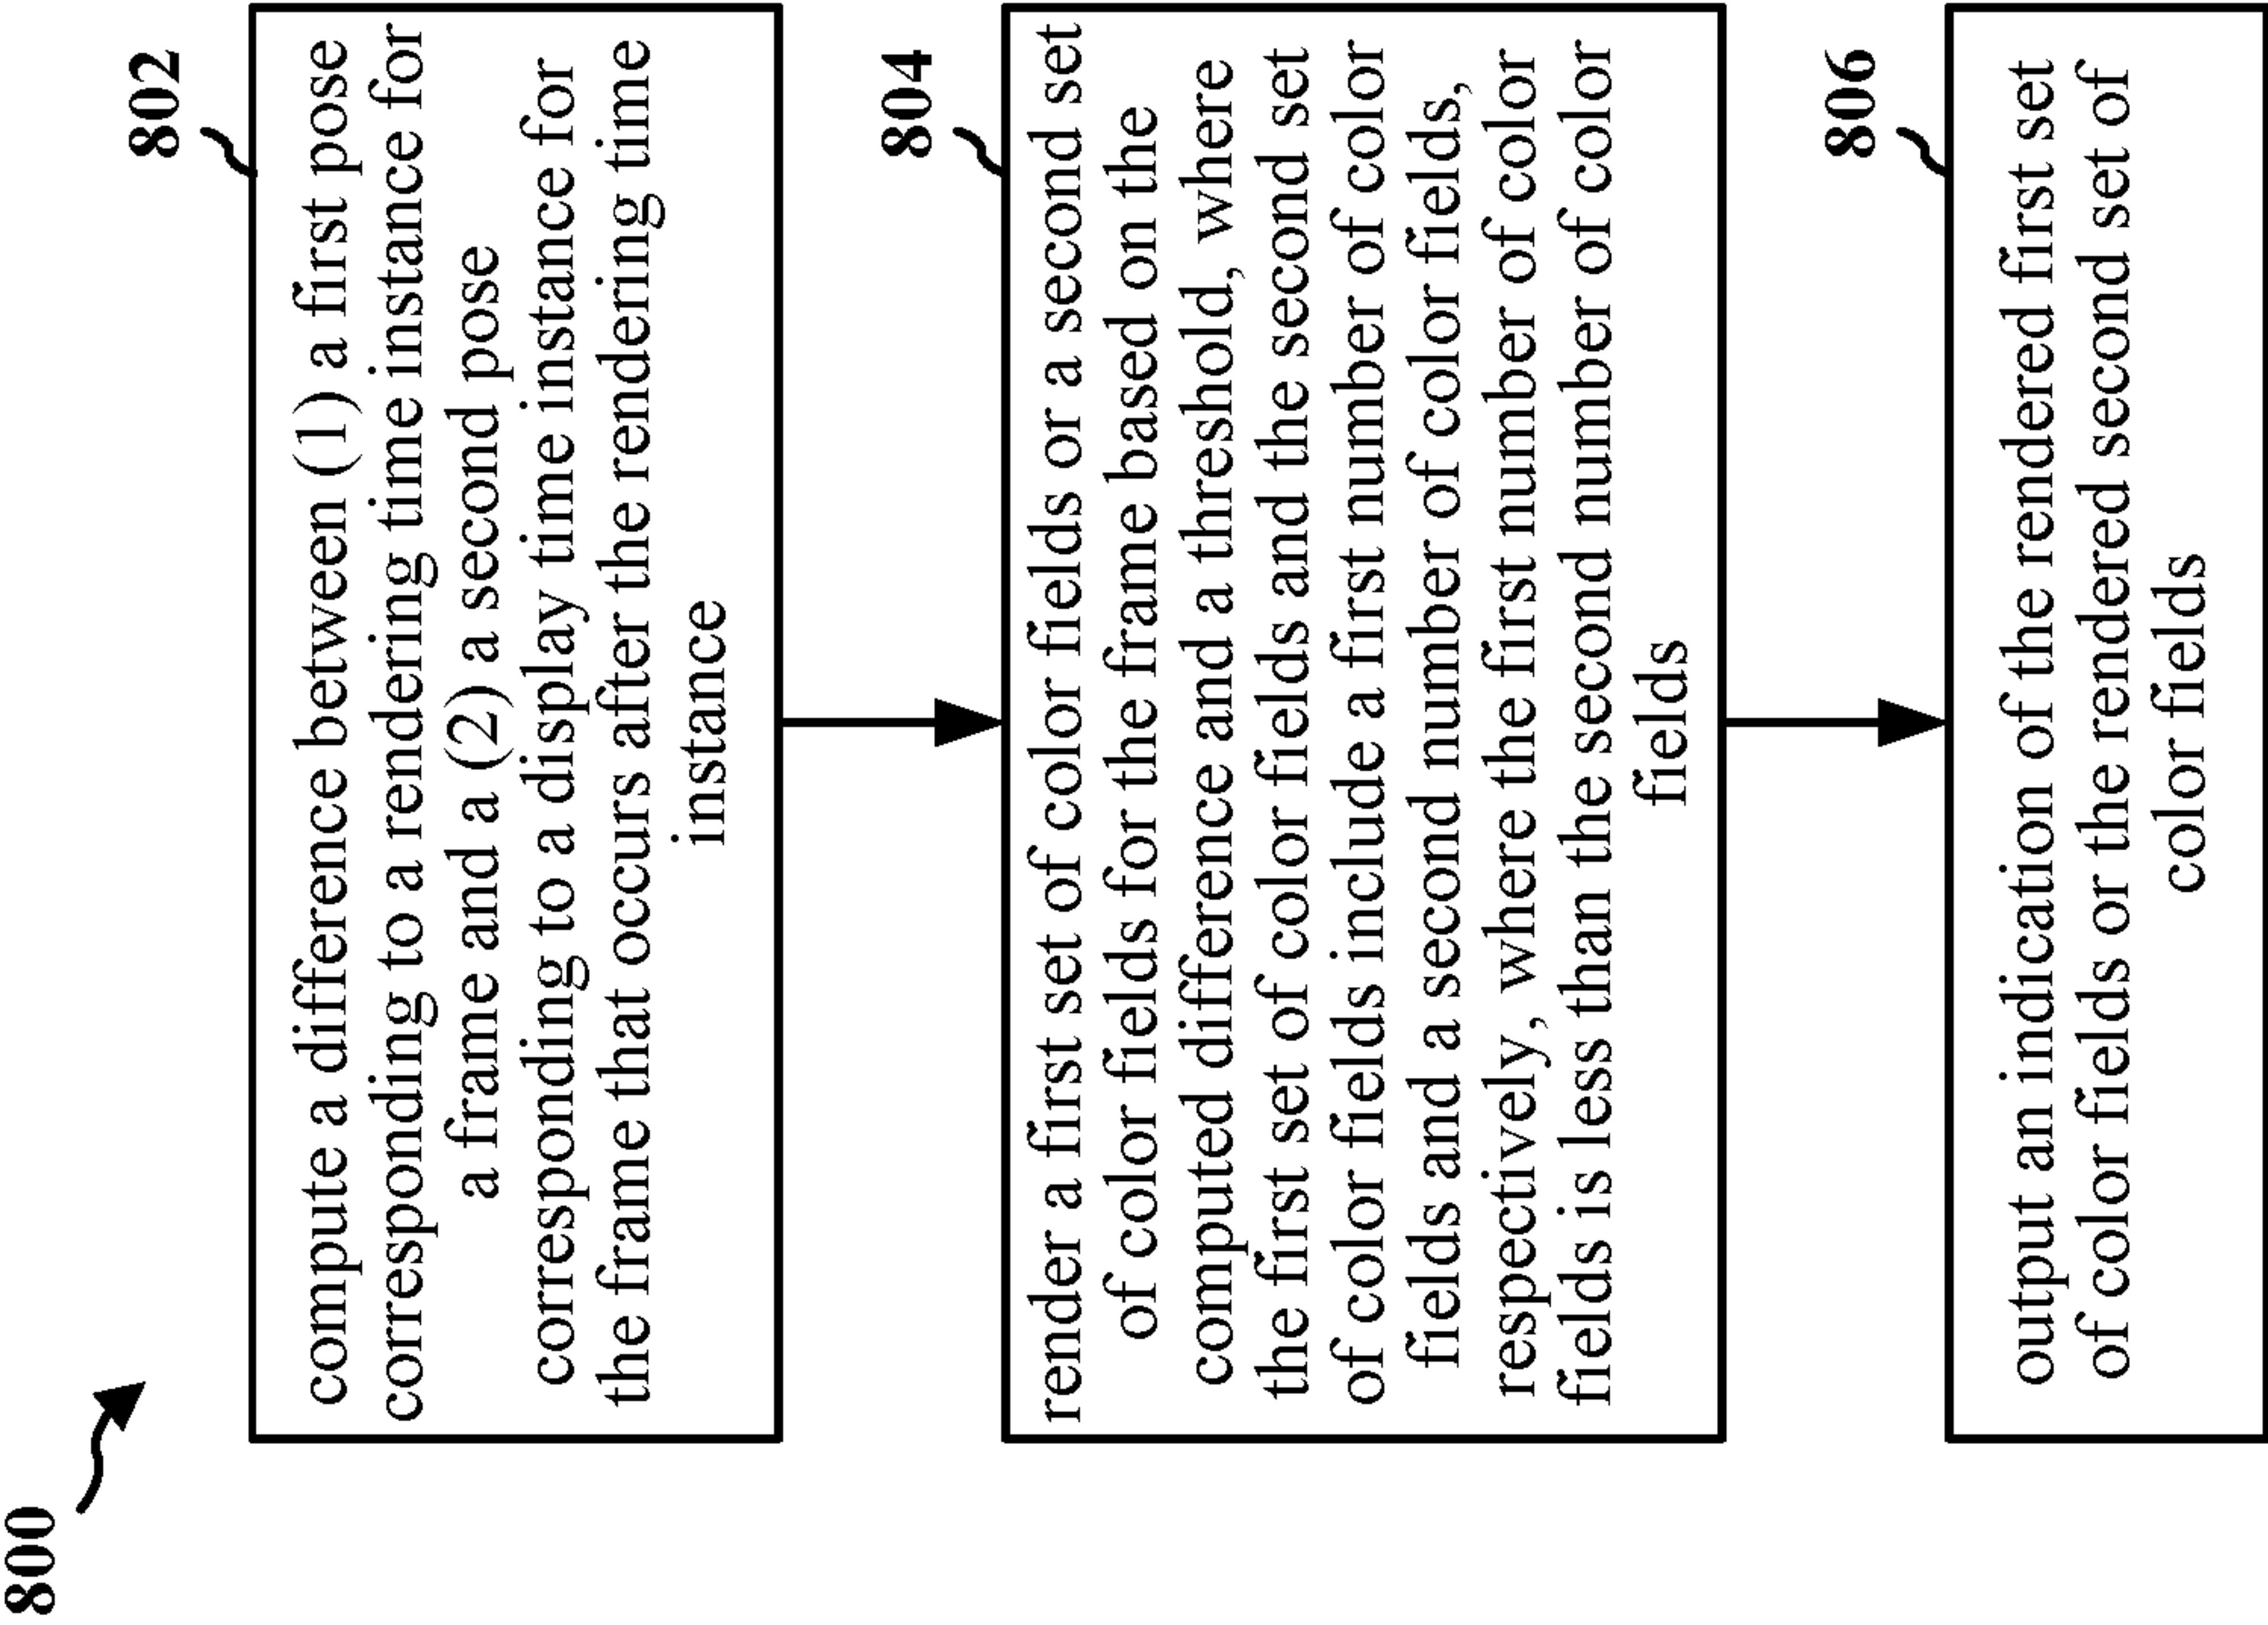 800
802
compute a difference between (1) a first pose
corresponding to a rendering time instance for
a frame and a (2) a second pose
corresponding to a display time instance for
the frame that occurs after the rendering time
instance
804
render a first set of color fields or a second set
of color fields for the frame based on the
computed difference and a threshold, where
the first set of color fields and the second set
of color fields include a first number of color
fields and a second number of color fields,
respectively, where the first number of color
fields is less than the second number of color
fields
806
output an indication of the rendered first set
of color fields or the rendered second set of
color fields